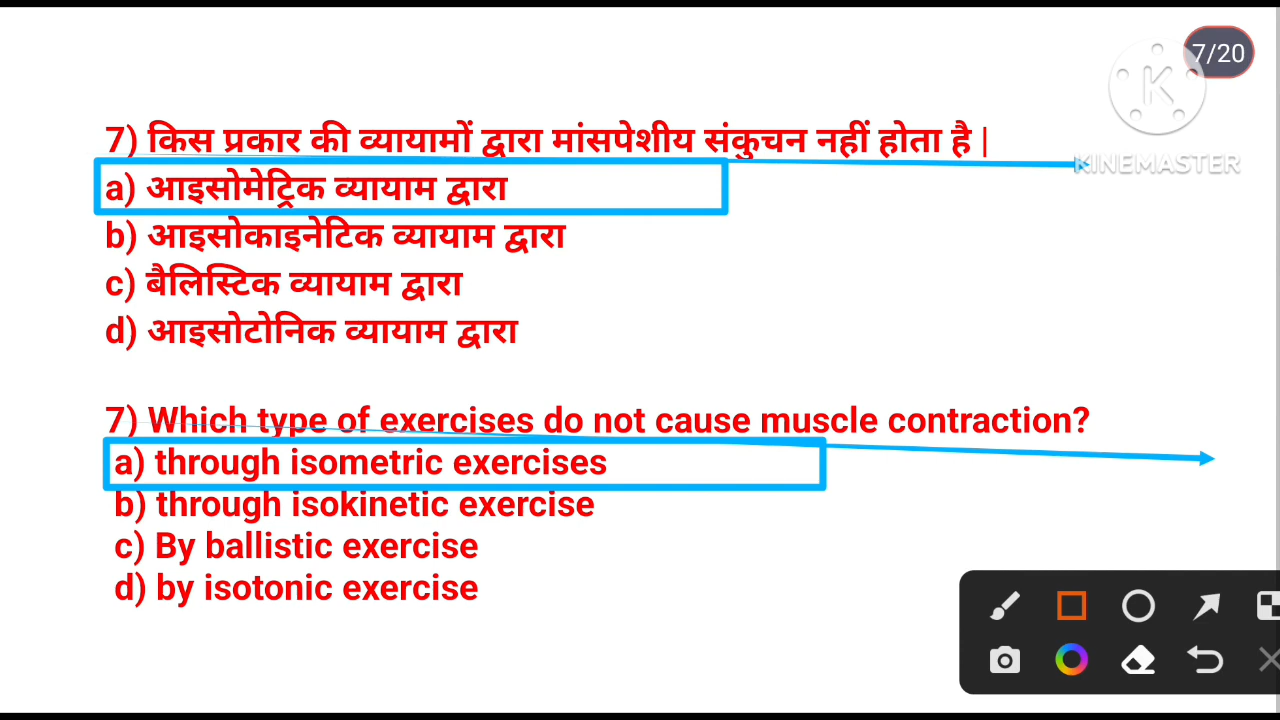 7/20
K
KINEMASTER
7) किस प्रकार की व्यायामों द्वारा मांसपेशीय संकुचन नहीं होता है |
a) आइसोमेट्रिक व्यायाम द्वारा
b) आइसोकाइनेटिक व्यायाम द्वारा
c) बैलिस्टिक व्यायाम द्वारा
d) आइसोटोनिक व्यायाम द्वारा
7) Which type of exercises do not cause muscle contraction?
a) through isometric exercises
b) through isokinetic exercise
c) By ballistic exercise
d) by isotonic exercise